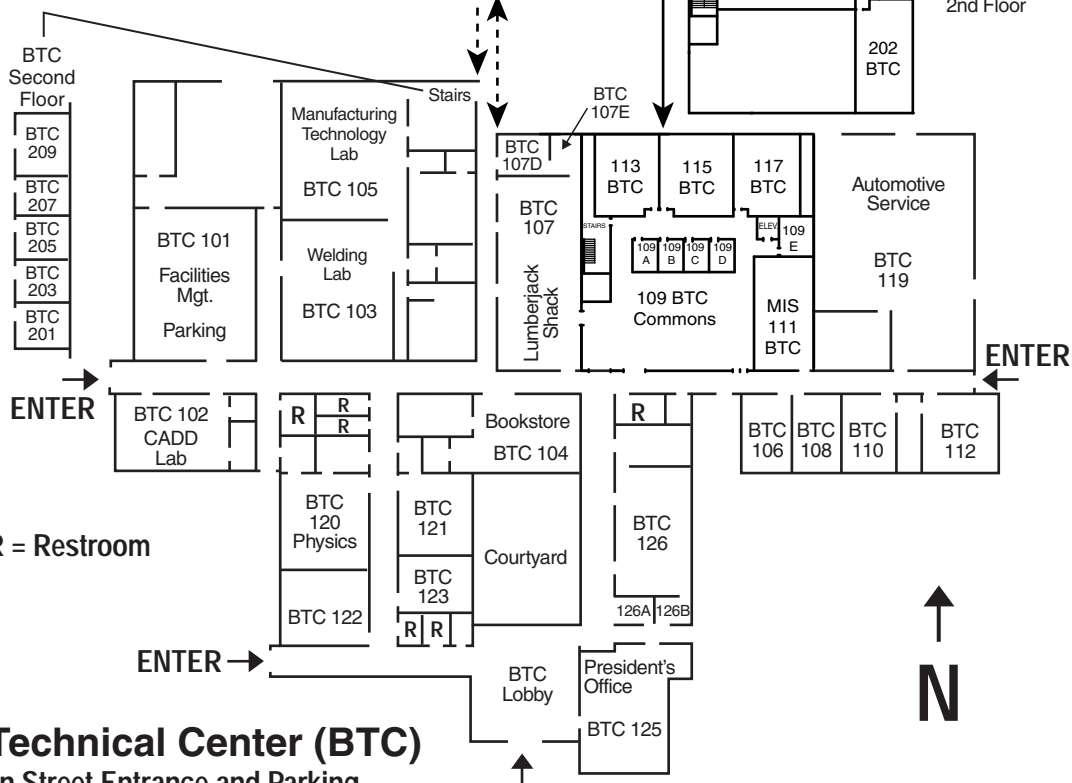 2nd Floor
202
BTC
BTC
Second
Floor
BTC
209
BTC
207
BTC
205
BTC
203
BTC
201
Stairs
Manufacturing
Technology
Lab
BTC 105
Welding
Lab
BTC 103
BTC 101
Facilities
Mgt.
Parking
BTC
107E
BTC
107D
BTC
107
Lumberjack
Shack
113
BTC
115
BTC
117
BTC
STAIRS
ELEV.
109
E
109
A
109
B
109
C
109
D
109 BTC
Commons
MIS
111
BTC
Automotive
Service
BTC
119
ENTER
ENTER
BTC 102
CADD
Lab
R
R
R
Bookstore
BTC 104
R
BTC
106
BTC
108
BTC
110
BTC
112
BTC
120
Physics
BTC
121
Courtyard
BTC
126
R = Restroom
BTC 122
BTC
123
R R
126A 126B
ENTER
BTC
Lobby
President's
Office
BTC 125
N
Technical Center (BTC)
Street Entrance and Parking